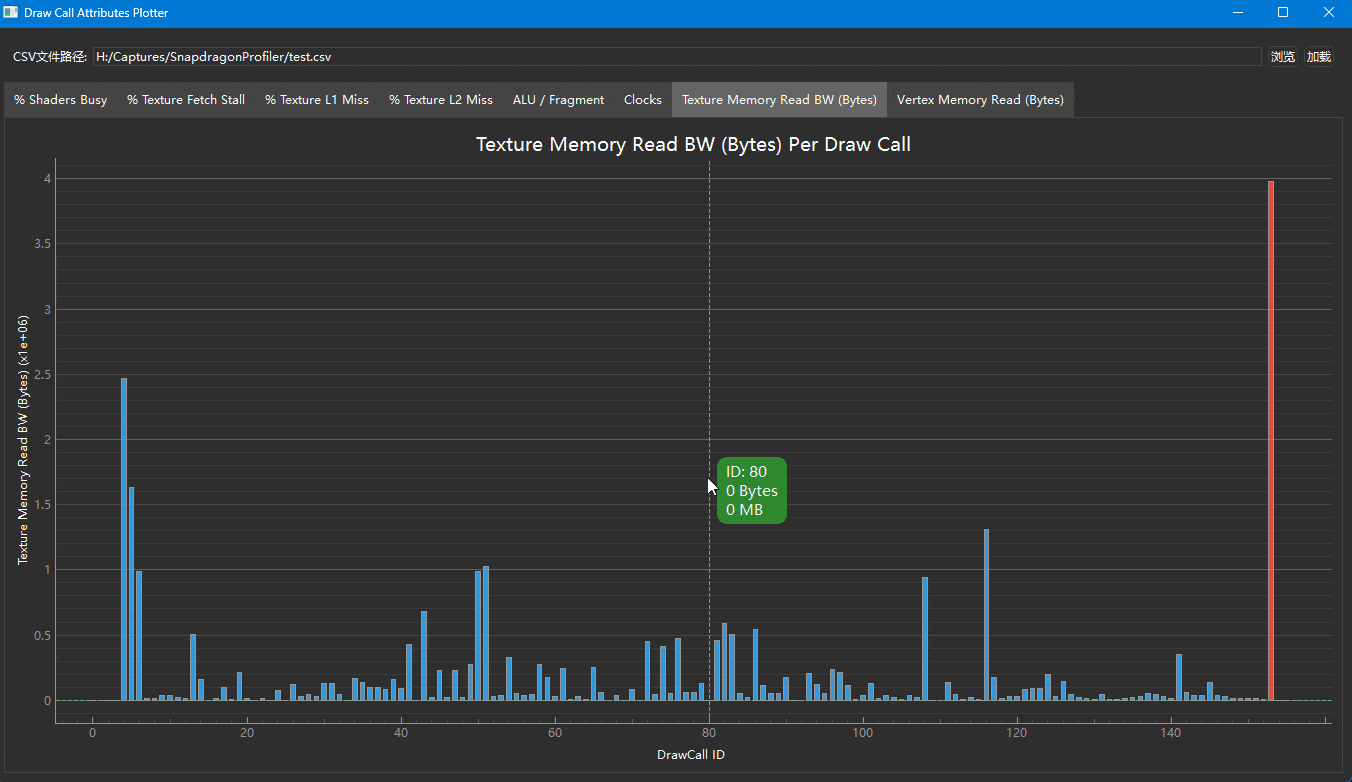 Draw Call Attributes Plotter
CSV文件路径: H:/Captures/SnapdragonProfiler/test.csv 浏览 加载
% Shaders Busy % Texture Fetch Stall % Texture L1 Miss % Texture L2 Miss ALU / Fragment Clocks Texture Memory Read BW (Bytes) Vertex Memory Read (Bytes)
Texture Memory Read BW (Bytes) Per Draw Call
Texture Memory Read BW (Bytes) (x1e+06)
4
3.5
3
2.5
2
1.5
1
0.5
0
ID: 80
0 Bytes
0 MB
0 20 40 60 80 100 120 140
DrawCall ID